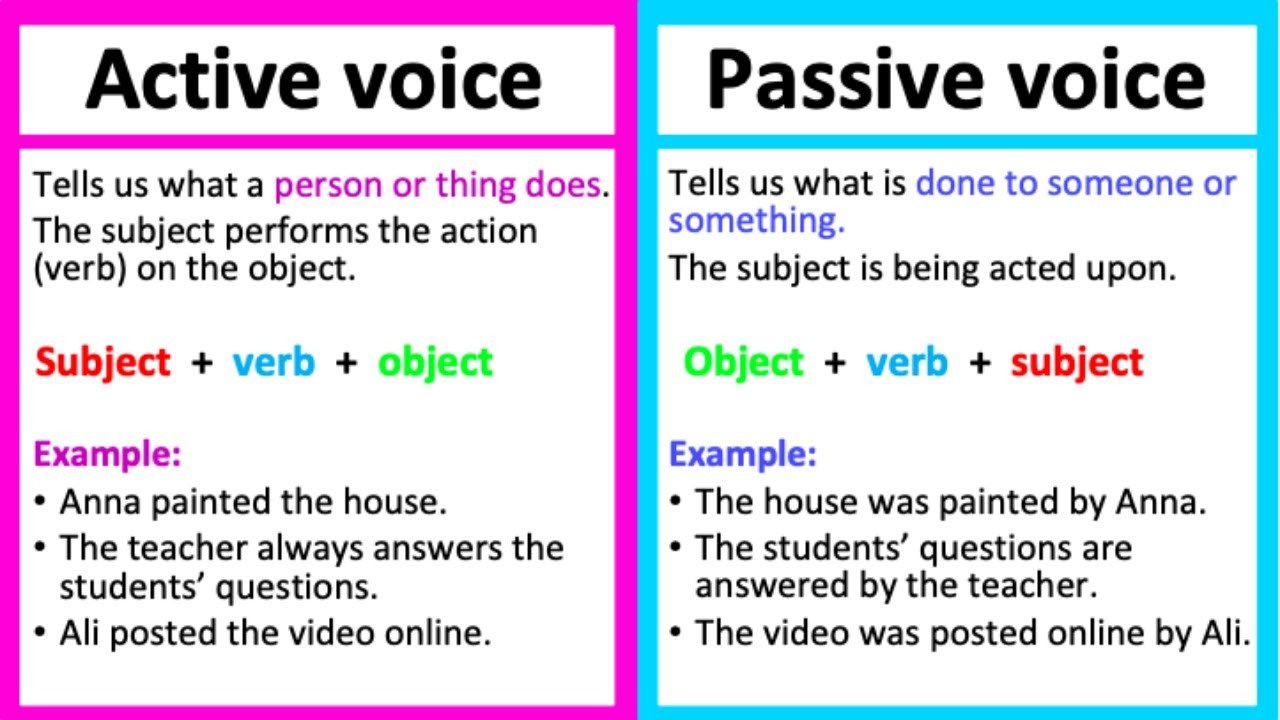 Active voice
Tells us what a person or thing does.
The subject performs the action
(verb) on the object.
Subject + verb + object
Example:
• Anna painted the house.
• The teacher always answers the
students’ questions.
• Ali posted the video online.
Passive voice
Tells us what is done to someone or
something.
The subject is being acted upon.
Object + verb + subject
Example:
• The house was painted by Anna.
• The students’ questions are
answered by the teacher.
• The video was posted online by Ali.